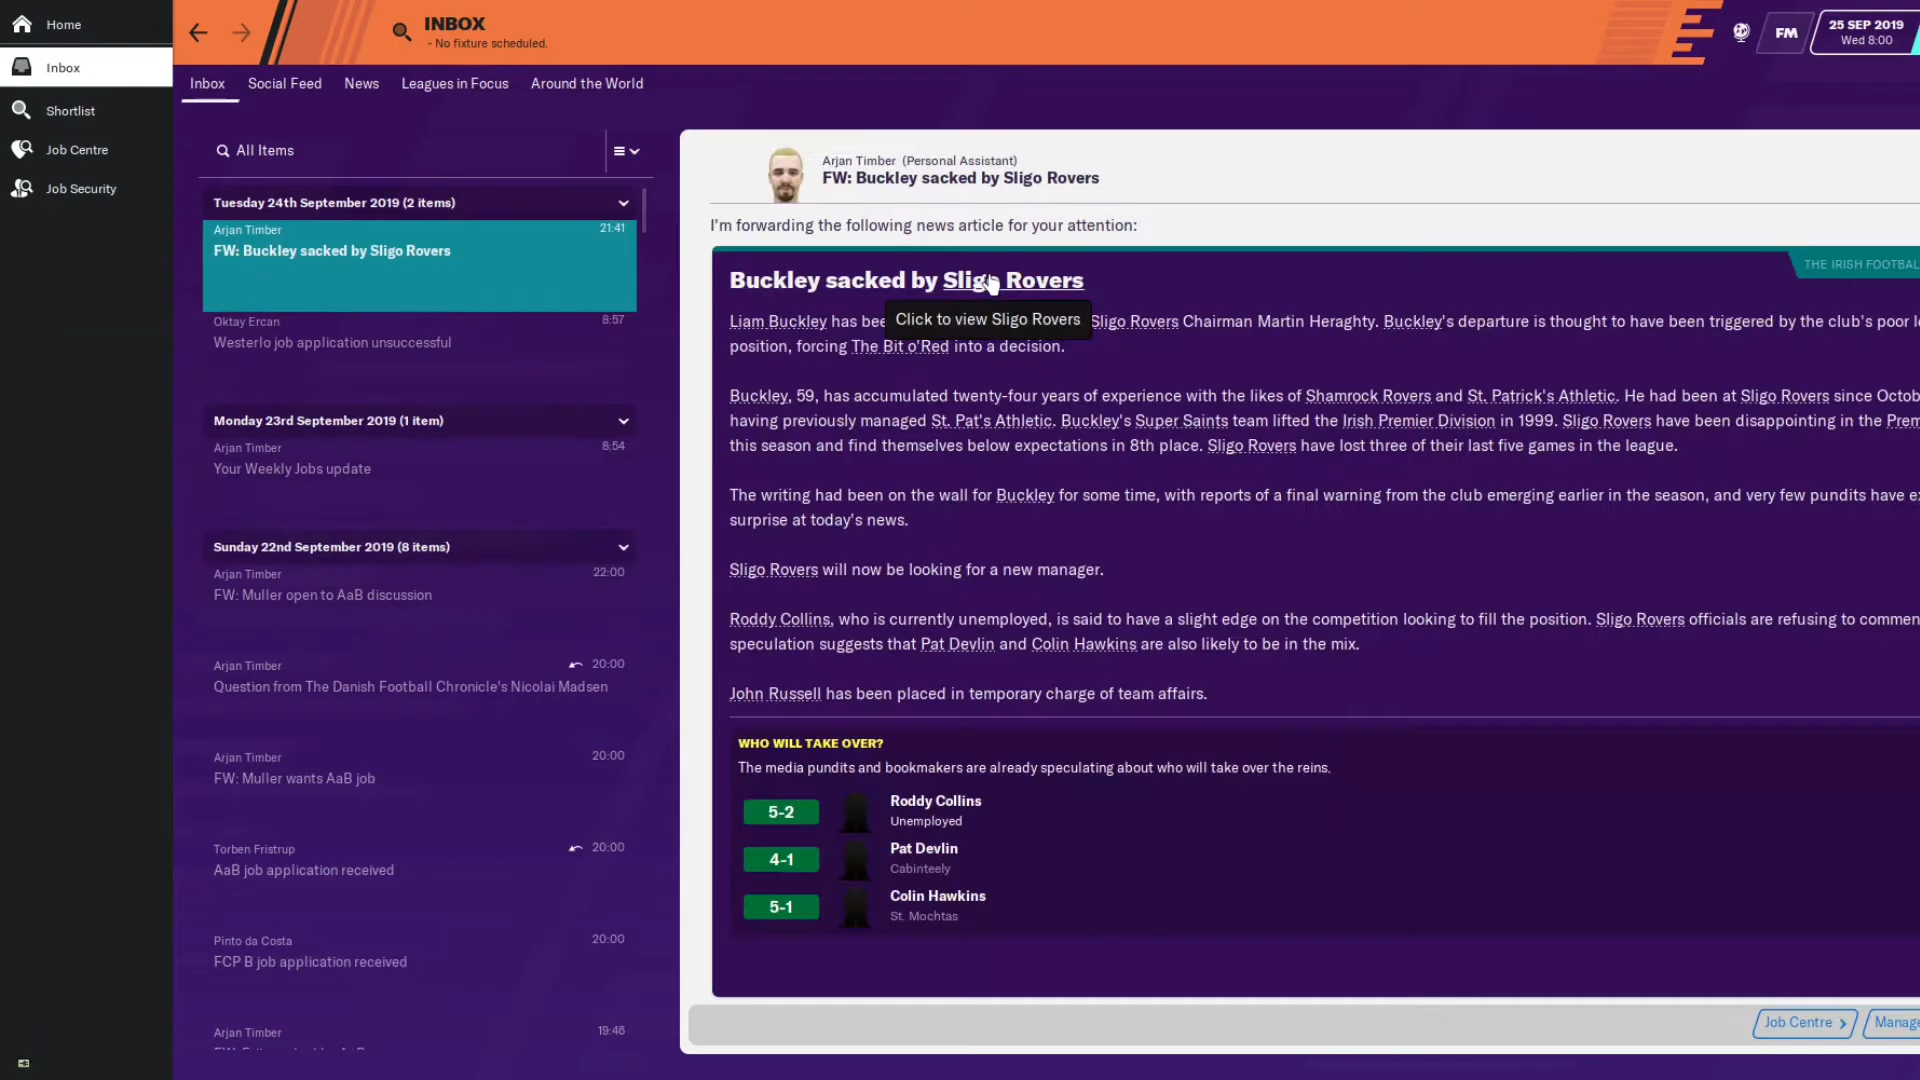 Home
Inbox
Shortlist
Job Centre
Job Security
INBOX
- No fixture scheduled.
FM
25 SEP 2019
Wed 8:00
Inbox
Social Feed
News
Leagues in Focus
Around the World
All Items
Tuesday 24th September 2019 (2 items)
Arjan Timber
21:41
FW: Buckley sacked by Sligo Rovers
Oktay Ercan
8:57
Westerlo job application unsuccessful
Monday 23rd September 2019 (1 item)
Arjan Timber
8:54
Your Weekly Jobs update
Sunday 22nd September 2019 (8 items)
Arjan Timber
22:00
FW: Muller open to AaB discussion
Arjan Timber
20:00
Question from The Danish Football Chronicle's Nicolai Madsen
Arjan Timber
20:00
FW: Muller wants AaB job
Torben Fristrup
20:00
AaB job application received
Pinto da Costa
20:00
FCP B job application received
Arjan Timber
19:46
Arjan Timber (Personal Assistant)
FW: Buckley sacked by Sligo Rovers
I'm forwarding the following news article for your attention:
THE IRISH FOOTBAL
Buckley sacked by Sligo Rovers
Click to view Sligo Rovers
Liam Buckley has bee Sligo Rovers Chairman Martin Heraghty. Buckley's departure is thought to have been triggered by the club's poor
position, forcing The Bit o'Red into a decision.
Buckley, 59, has accumulated twenty-four years of experience with the likes of Shamrock Rovers and St. Patrick's Athletic. He had been at Sligo Rovers since Octob
having previously managed St. Pat's Athletic. Buckley's Super Saints team lifted the Irish Premier Division in 1999. Sligo Rovers have been disappointing in the Prem
this season and find themselves below expectations in 8th place. Sligo Rovers have lost three of their last five games in the league.
The writing had been on the wall for Buckley for some time, with reports of a final warning from the club emerging earlier in the season, and very few pundits have
surprise at today's news.
Sligo Rovers will now be looking for a new manager.
Roddy Collins, who is currently unemployed, is said to have a slight edge on the competition looking to fill the position. Sligo Rovers officials are refusing to commen
speculation suggests that Pat Devlin and Colin Hawkins are also likely to be in the mix.
John Russell has been placed in temporary charge of team affairs.
WHO WILL TAKE OVER?
The media pundits and bookmakers are already speculating about who will take over the reins.
5-2
Roddy Collins
Unemployed
4-1
Pat Devlin
Cabinteely
5-1
Colin Hawkins
St. Mochtas
Job Centre
Manage